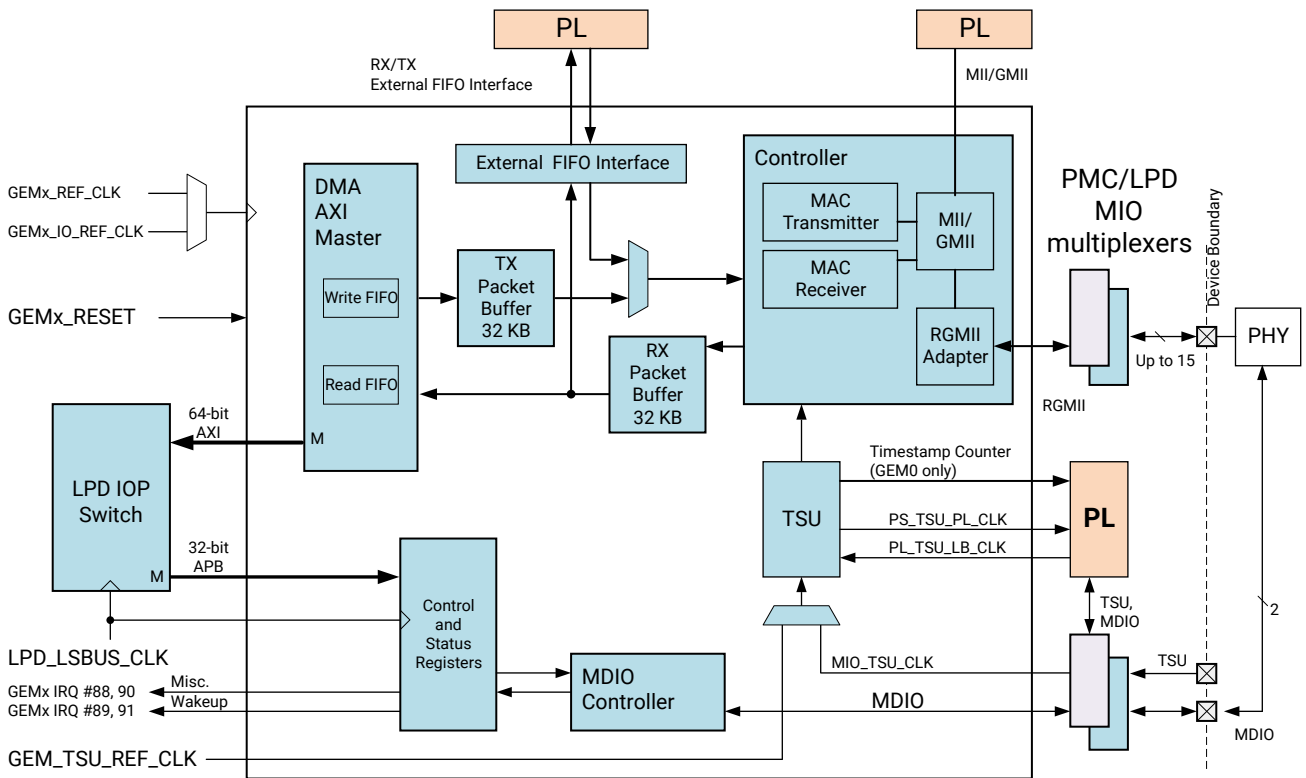 PL
PL
RX/TX
External FIFO Interface
MII/GMII
External FIFO Interface
Controller
DMA
AXI
Master
Write FIFO
Read FIFO
M
TX
Packet
Buffer
32 KB
RX
Packet
Buffer
32 KB
MAC
Transmitter
MAC
Receiver
MII/
GMII
RGMII
Adapter
PMC/LPD
MIO
multiplexers
Device Boundary
PHY
Up to 15
RGMII
GEMx_REF_CLK
GEMx_IO_REF_CLK
GEMx_RESET
64-bit
AXI
LPD IOP
Switch
M
32-bit
APB
LPD_LSBUS_CLK
GEMx IRQ #88, 90
Misc.
GEMx IRQ #89, 91
Wakeup
GEM_TSU_REF_CLK
Control
and
Status
Registers
MDIO
Controller
TSU
Timestamp Counter
(GEM0 only)
PS_TSU_PL_CLK
PL_TSU_LB_CLK
PL
TSU,
MDIO
MIO_TSU_CLK
MDIO
TSU
2
MDIO